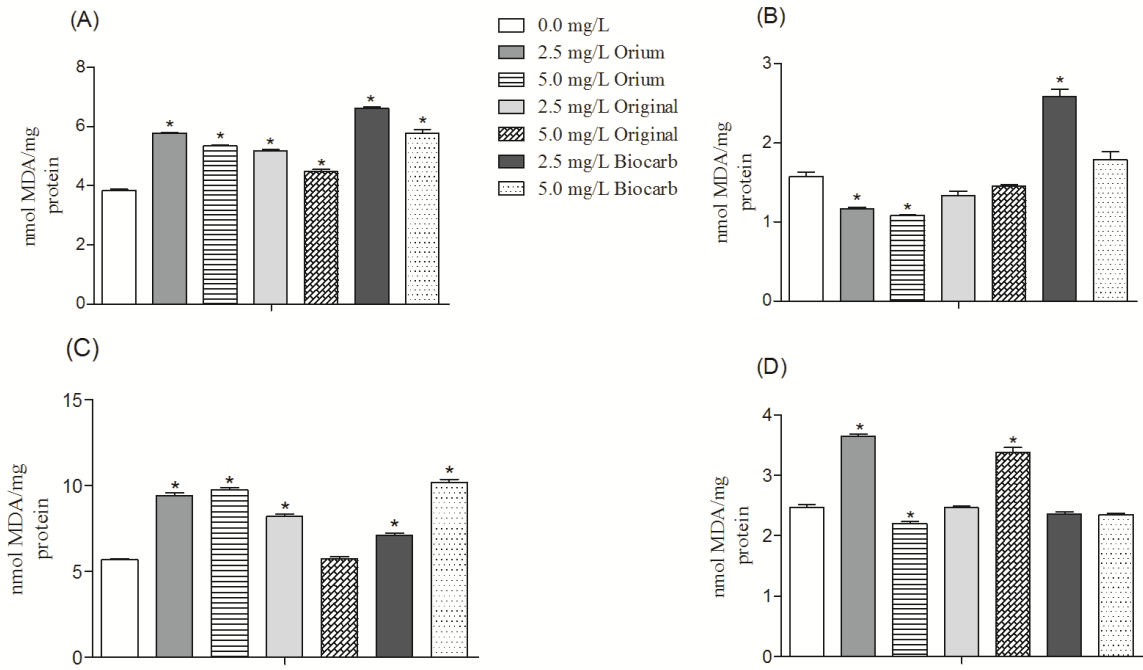 (A)
nmol MDA/mg
protein
8
6
4
2
0
*
*
*
*
*
*
0.0 mg/L
2.5 mg/L Orium
5.0 mg/L Orium
2.5 mg/L Original
5.0 mg/L Original
2.5 mg/L Biocarb
5.0 mg/L Biocarb
(B)
nmol MDA/mg
protein
3
2
1
0
*
*
*
(C)
nmol MDA/mg
protein
15
10
5
0
*
*
*
*
*
(D)
nmol MDA/mg
protein
4
3
2
1
0
*
*
*